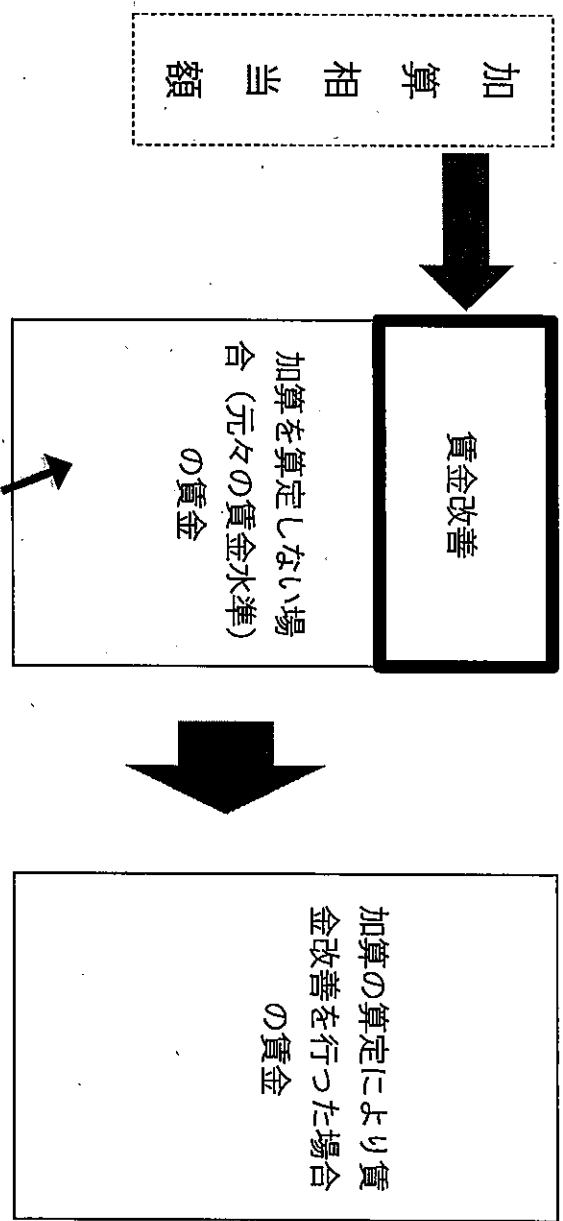 加算相当額
賃金改善
加算を算定しない場
合（元々の賃金水準）
の賃金
加算の算定により賃
金改善を行った場合
の賃金